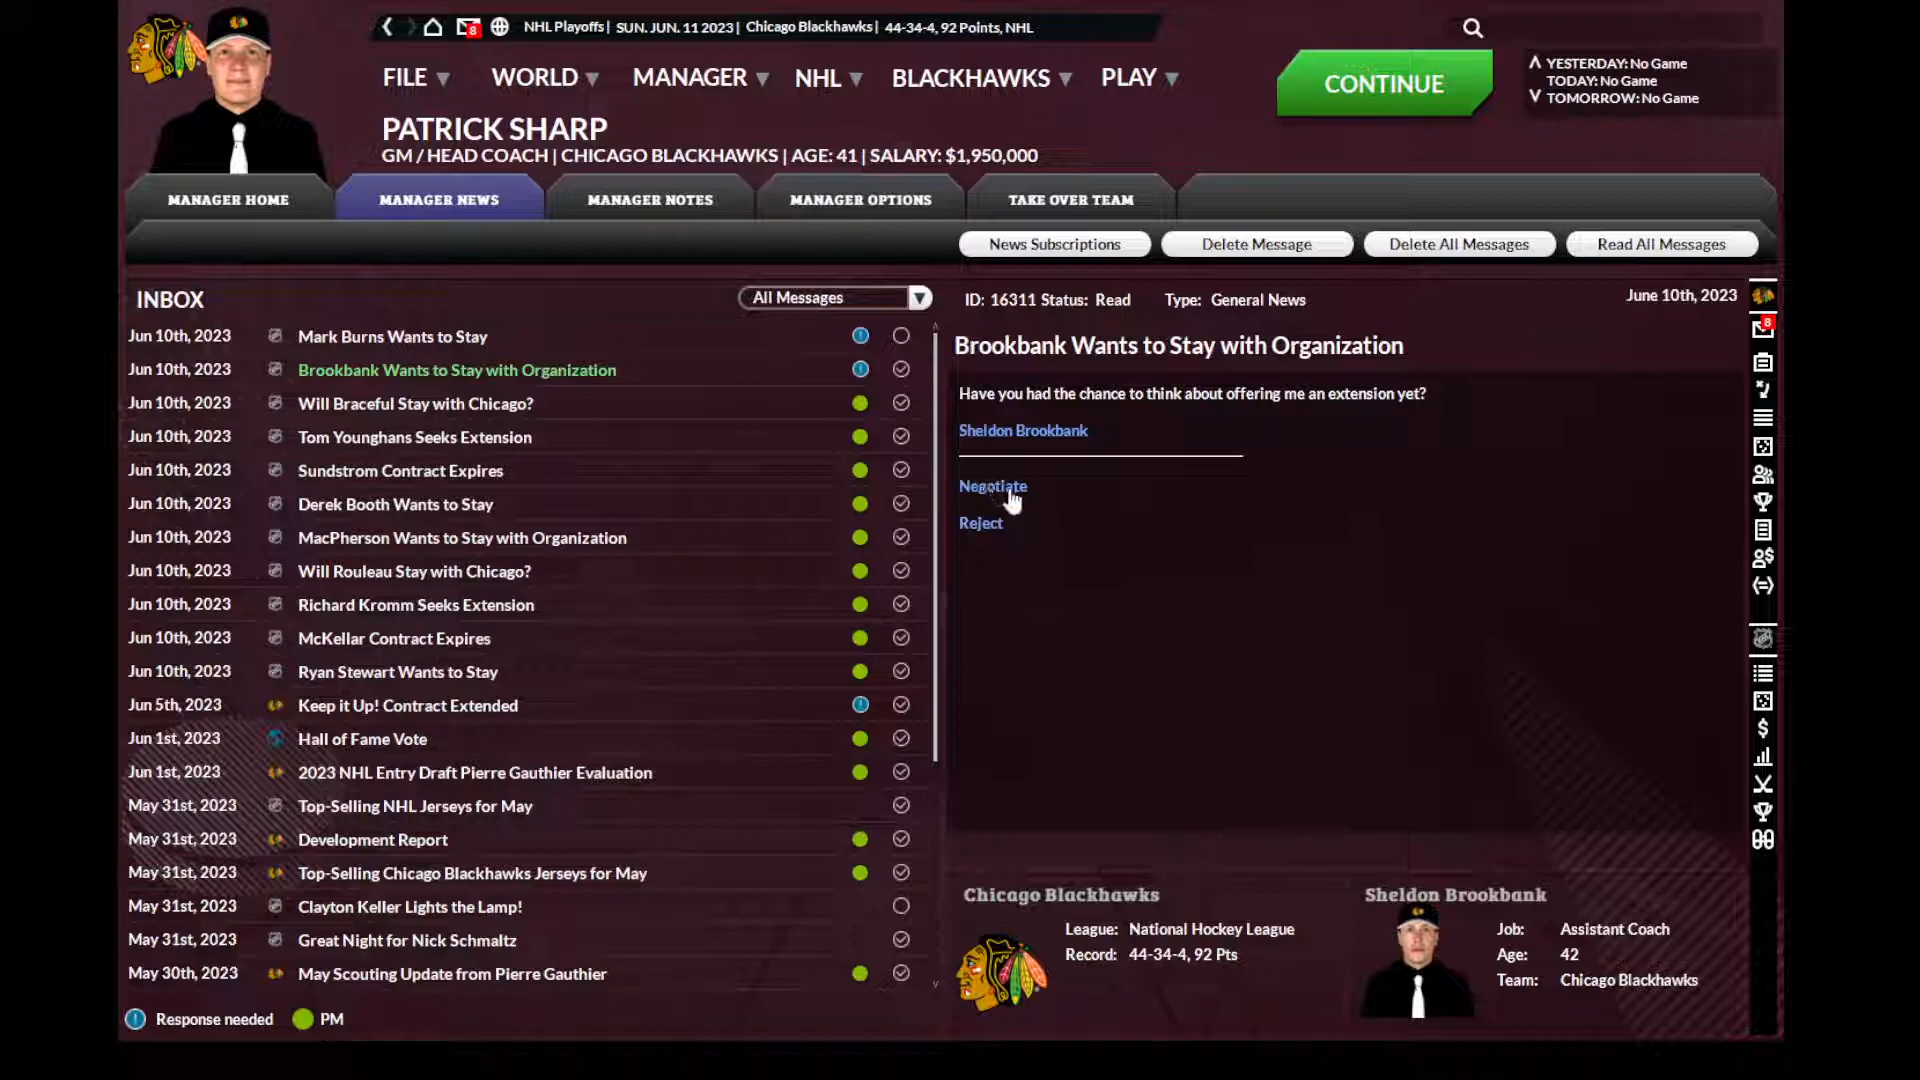 NHL Playoffs | SUN. JUN. 11 2023 | Chicago Blackhawks | 44-34-4, 92 Points, NHL
8
FILE WORLD MANAGER NHL BLACKHAWKS PLAY
CONTINUE
YESTERDAY: No Game
TODAY: No Game
TOMORROW: No Game
PATRICK SHARP
GM / HEAD COACH | CHICAGO BLACKHAWKS | AGE: 41 | SALARY: $1,950,000
MANAGER HOME MANAGER NEWS MANAGER NOTES MANAGER OPTIONS TAKE OVER TEAM
News Subscriptions Delete Message Delete All Messages Read All Messages
INBOX All Messages
Jun 10th, 2023 Mark Burns Wants to Stay
Jun 10th, 2023 Brookbank Wants to Stay with Organization
Jun 10th, 2023 Will Braceful Stay with Chicago?
Jun 10th, 2023 Tom Younghans Seeks Extension
Jun 10th, 2023 Sundstrom Contract Expires
Jun 10th, 2023 Derek Booth Wants to Stay
Jun 10th, 2023 MacPherson Wants to Stay with Organization
Jun 10th, 2023 Will Rouleau Stay with Chicago?
Jun 10th, 2023 Richard Kromm Seeks Extension
Jun 10th, 2023 McKellar Contract Expires
Jun 10th, 2023 Ryan Stewart Wants to Stay
Jun 5th, 2023 Keep it Up! Contract Extended
Jun 1st, 2023 Hall of Fame Vote
Jun 1st, 2023 2023 NHL Entry Draft Pierre Gauthier Evaluation
May 31st, 2023 Top-Selling NHL Jerseys for May
May 31st, 2023 Development Report
May 31st, 2023 Top-Selling Chicago Blackhawks Jerseys for May
May 31st, 2023 Clayton Keller Lights the Lamp!
May 31st, 2023 Great Night for Nick Schmaltz
May 30th, 2023 May Scouting Update from Pierre Gauthier
Response needed PM
ID: 16311 Status: Read Type: General News June 10th, 2023
8
Brookbank Wants to Stay with Organization
Have you had the chance to think about offering me an extension yet?
Sheldon Brookbank
Negotiate
Reject
Chicago Blackhawks
League: National Hockey League
Record: 44-34-4, 92 Pts
Sheldon Brookbank
Job: Assistant Coach
Age: 42
Team: Chicago Blackhawks